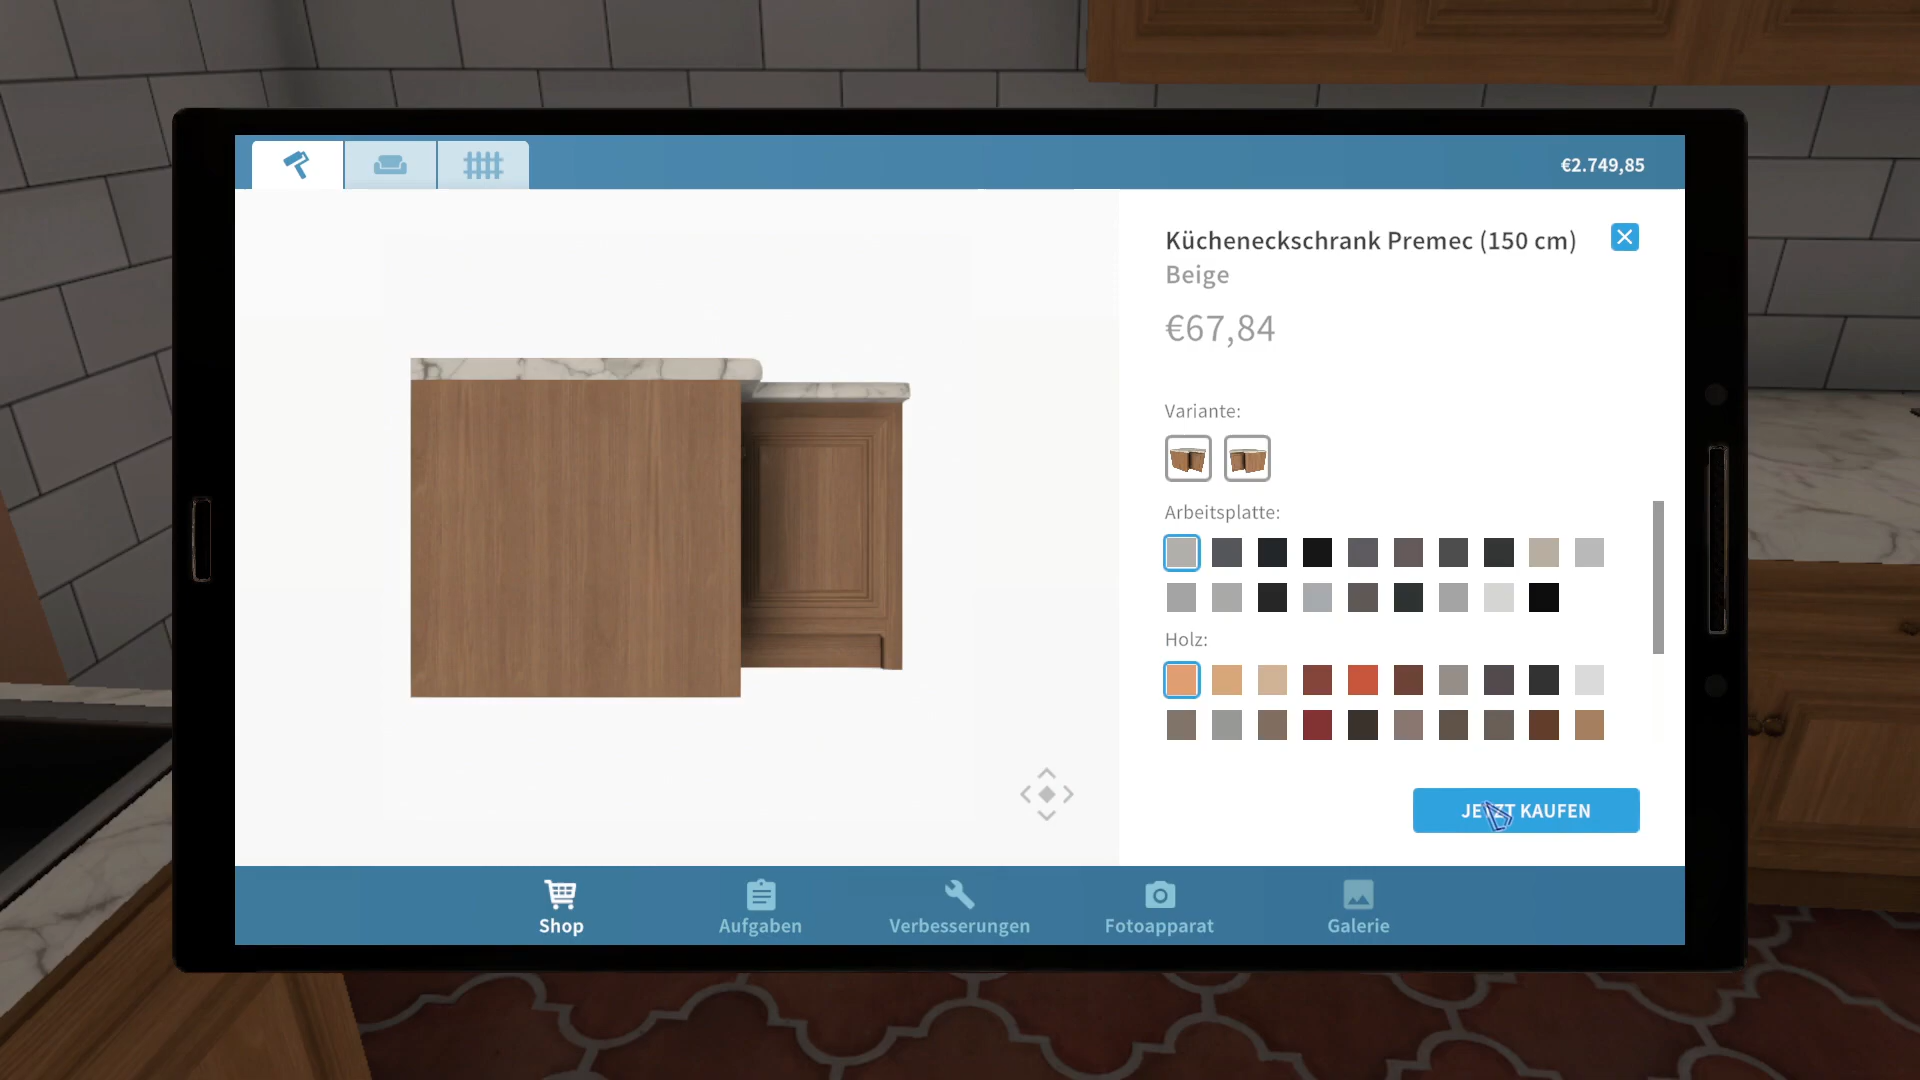 €2.749,85
Kücheneckschrank Premec (150 cm)
Beige
€67,84
Variante:
Arbeitsplatte:
Holz:
JETZT KAUFEN
Shop
Aufgaben
Verbesserungen
Fotoapparat
Galerie